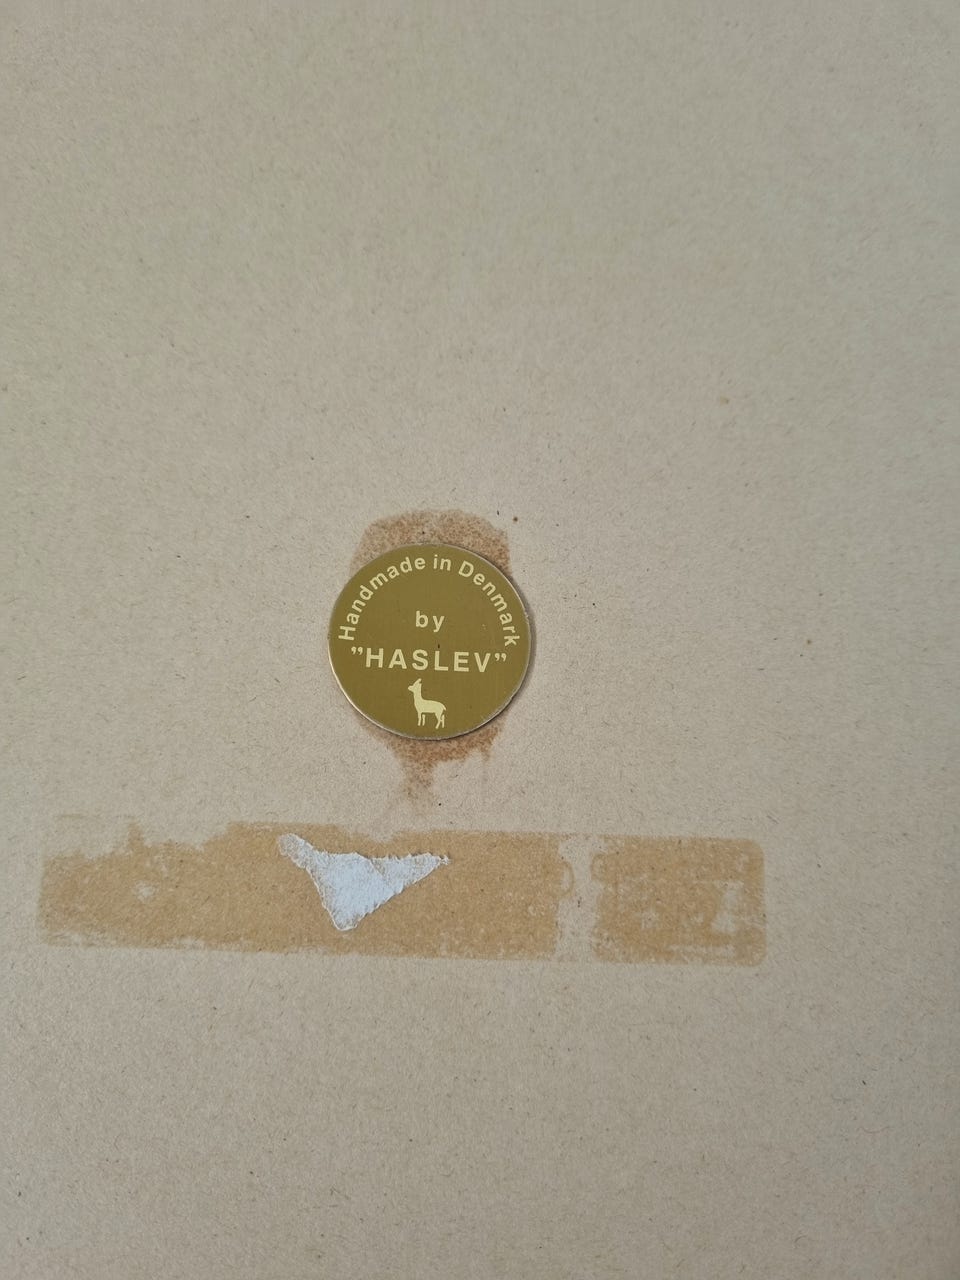 Handmade in Denmark
by
”HASLEV”